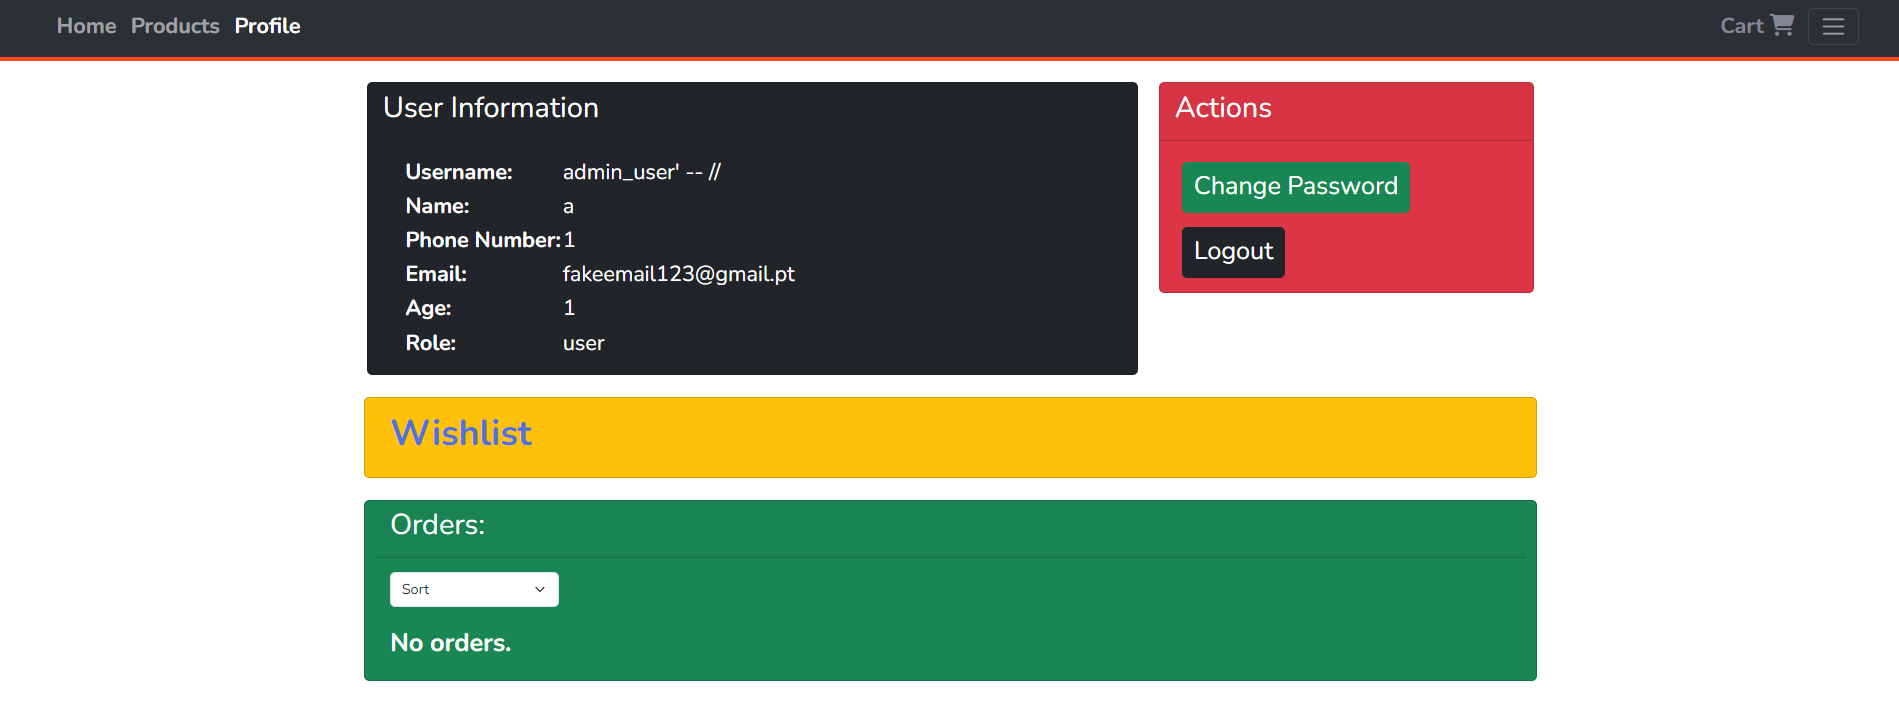 Home Products Profile Cart
User Information
Username: admin_user' -- //
Name: a
Phone Number: 1
Email: fakeemail123@gmail.pt
Age: 1
Role: user
Actions
Change Password
Logout
Wishlist
Orders:
Sort
No orders.